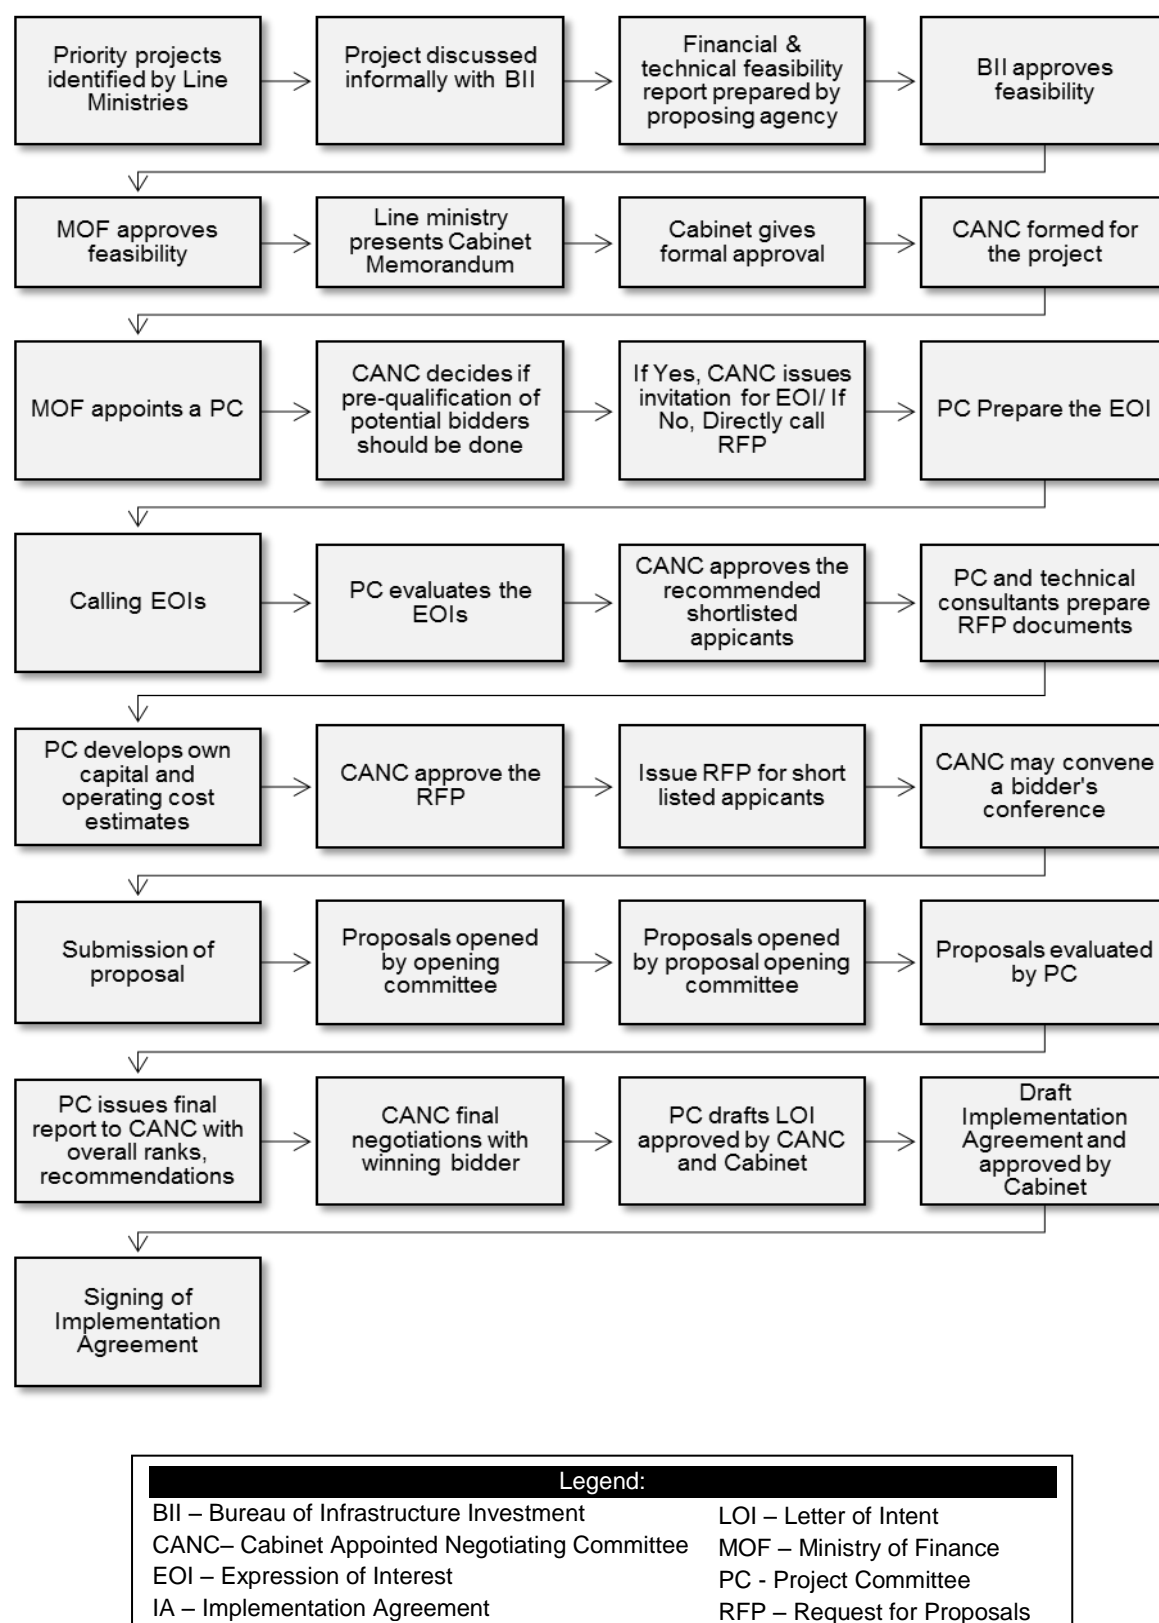 Priority projects
identified by Line
Ministries
Project discussed
informally with BII
Financial &
technical feasibility
report prepared by
proposing agency
BII approves
feasibility
MOF approves
feasibility
Line ministry
presents Cabinet
Memorandum
Cabinet gives
formal approval
CANC formed for
the project
MOF appoints a PC
CANC decides if
pre-qualification of
potential bidders
should be done
If Yes, CANC issues
invitation for EOI/ If
No, Directly call
RFP
PC Prepare the EOI
Calling EOIs
PC evaluates the
EOIs
CANC approves the
recommended
shortlisted
appicants
PC and technical
consultants prepare
RFP documents
PC develops own
capital and
operating cost
estimates
CANC approve the
RFP
Issue RFP for short
listed appicants
CANC may convene
a bidder's
conference
Submission of
proposal
Proposals opened
by opening
committee
Proposals opened
by proposal opening
committee
Proposals evaluated
by PC
PC issues final
report to CANC with
overall ranks,
recommendations
CANC final
negotiations with
winning bidder
PC drafts LOI
approved by CANC
and Cabinet
Draft
Implementation
Agreement and
approved by
Cabinet
Signing of
Implementation
Agreement
Legend:
BII – Bureau of Infrastructure Investment
CANC– Cabinet Appointed Negotiating Committee
EOI – Expression of Interest
IA – Implementation Agreement
LOI – Letter of Intent
MOF – Ministry of Finance
PC - Project Committee
RFP – Request for Proposals